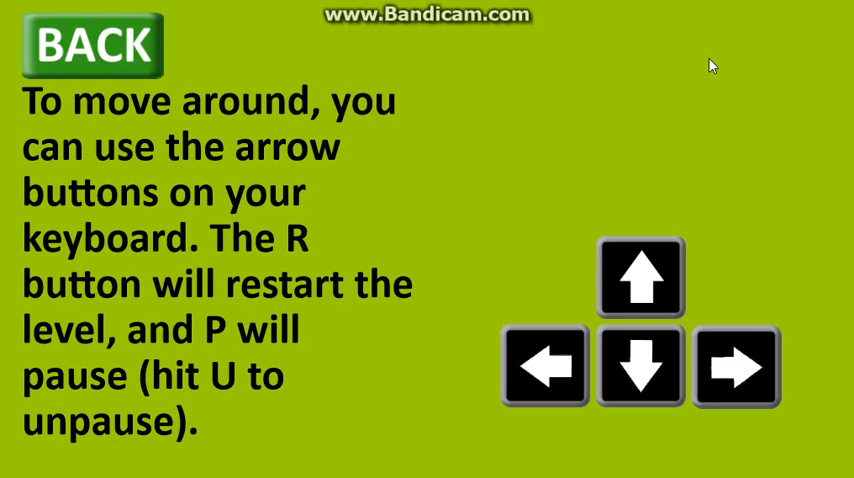 www.Bandicam.com
BACK
To move around, you
can use the arrow
buttons on your
keyboard. The R
button will restart the
level, and P will
pause (hit U to
unpause).